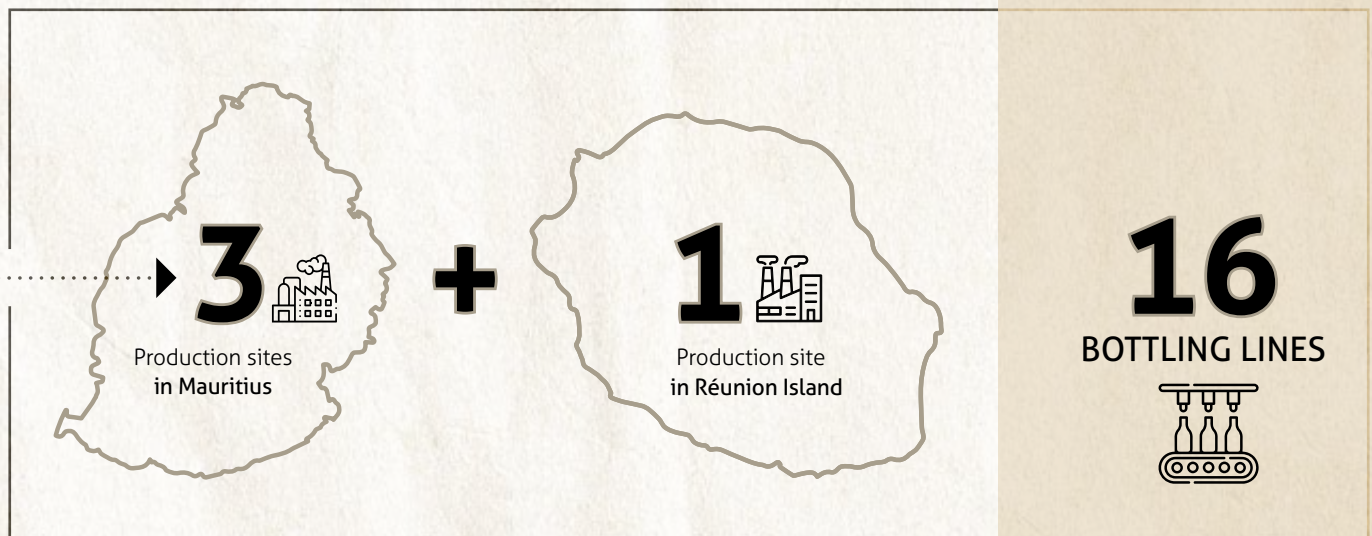 3
Production sites
in Mauritius
+
1
Production site
in Réunion Island
16
BOTTLING LINES